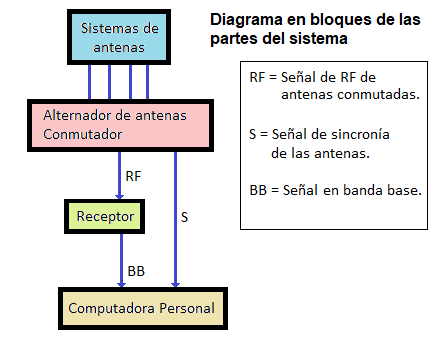 Sistemas de
antenas
Diagrama en bloques de las
partes del sistema
RF = Señal de RF de
antenas conmutadas.
S = Señal de sincronía
de las antenas.
BB = Señal en banda base.
Alternador de antenas
Conmutador
RF
Receptor
S
BB
Computadora Personal